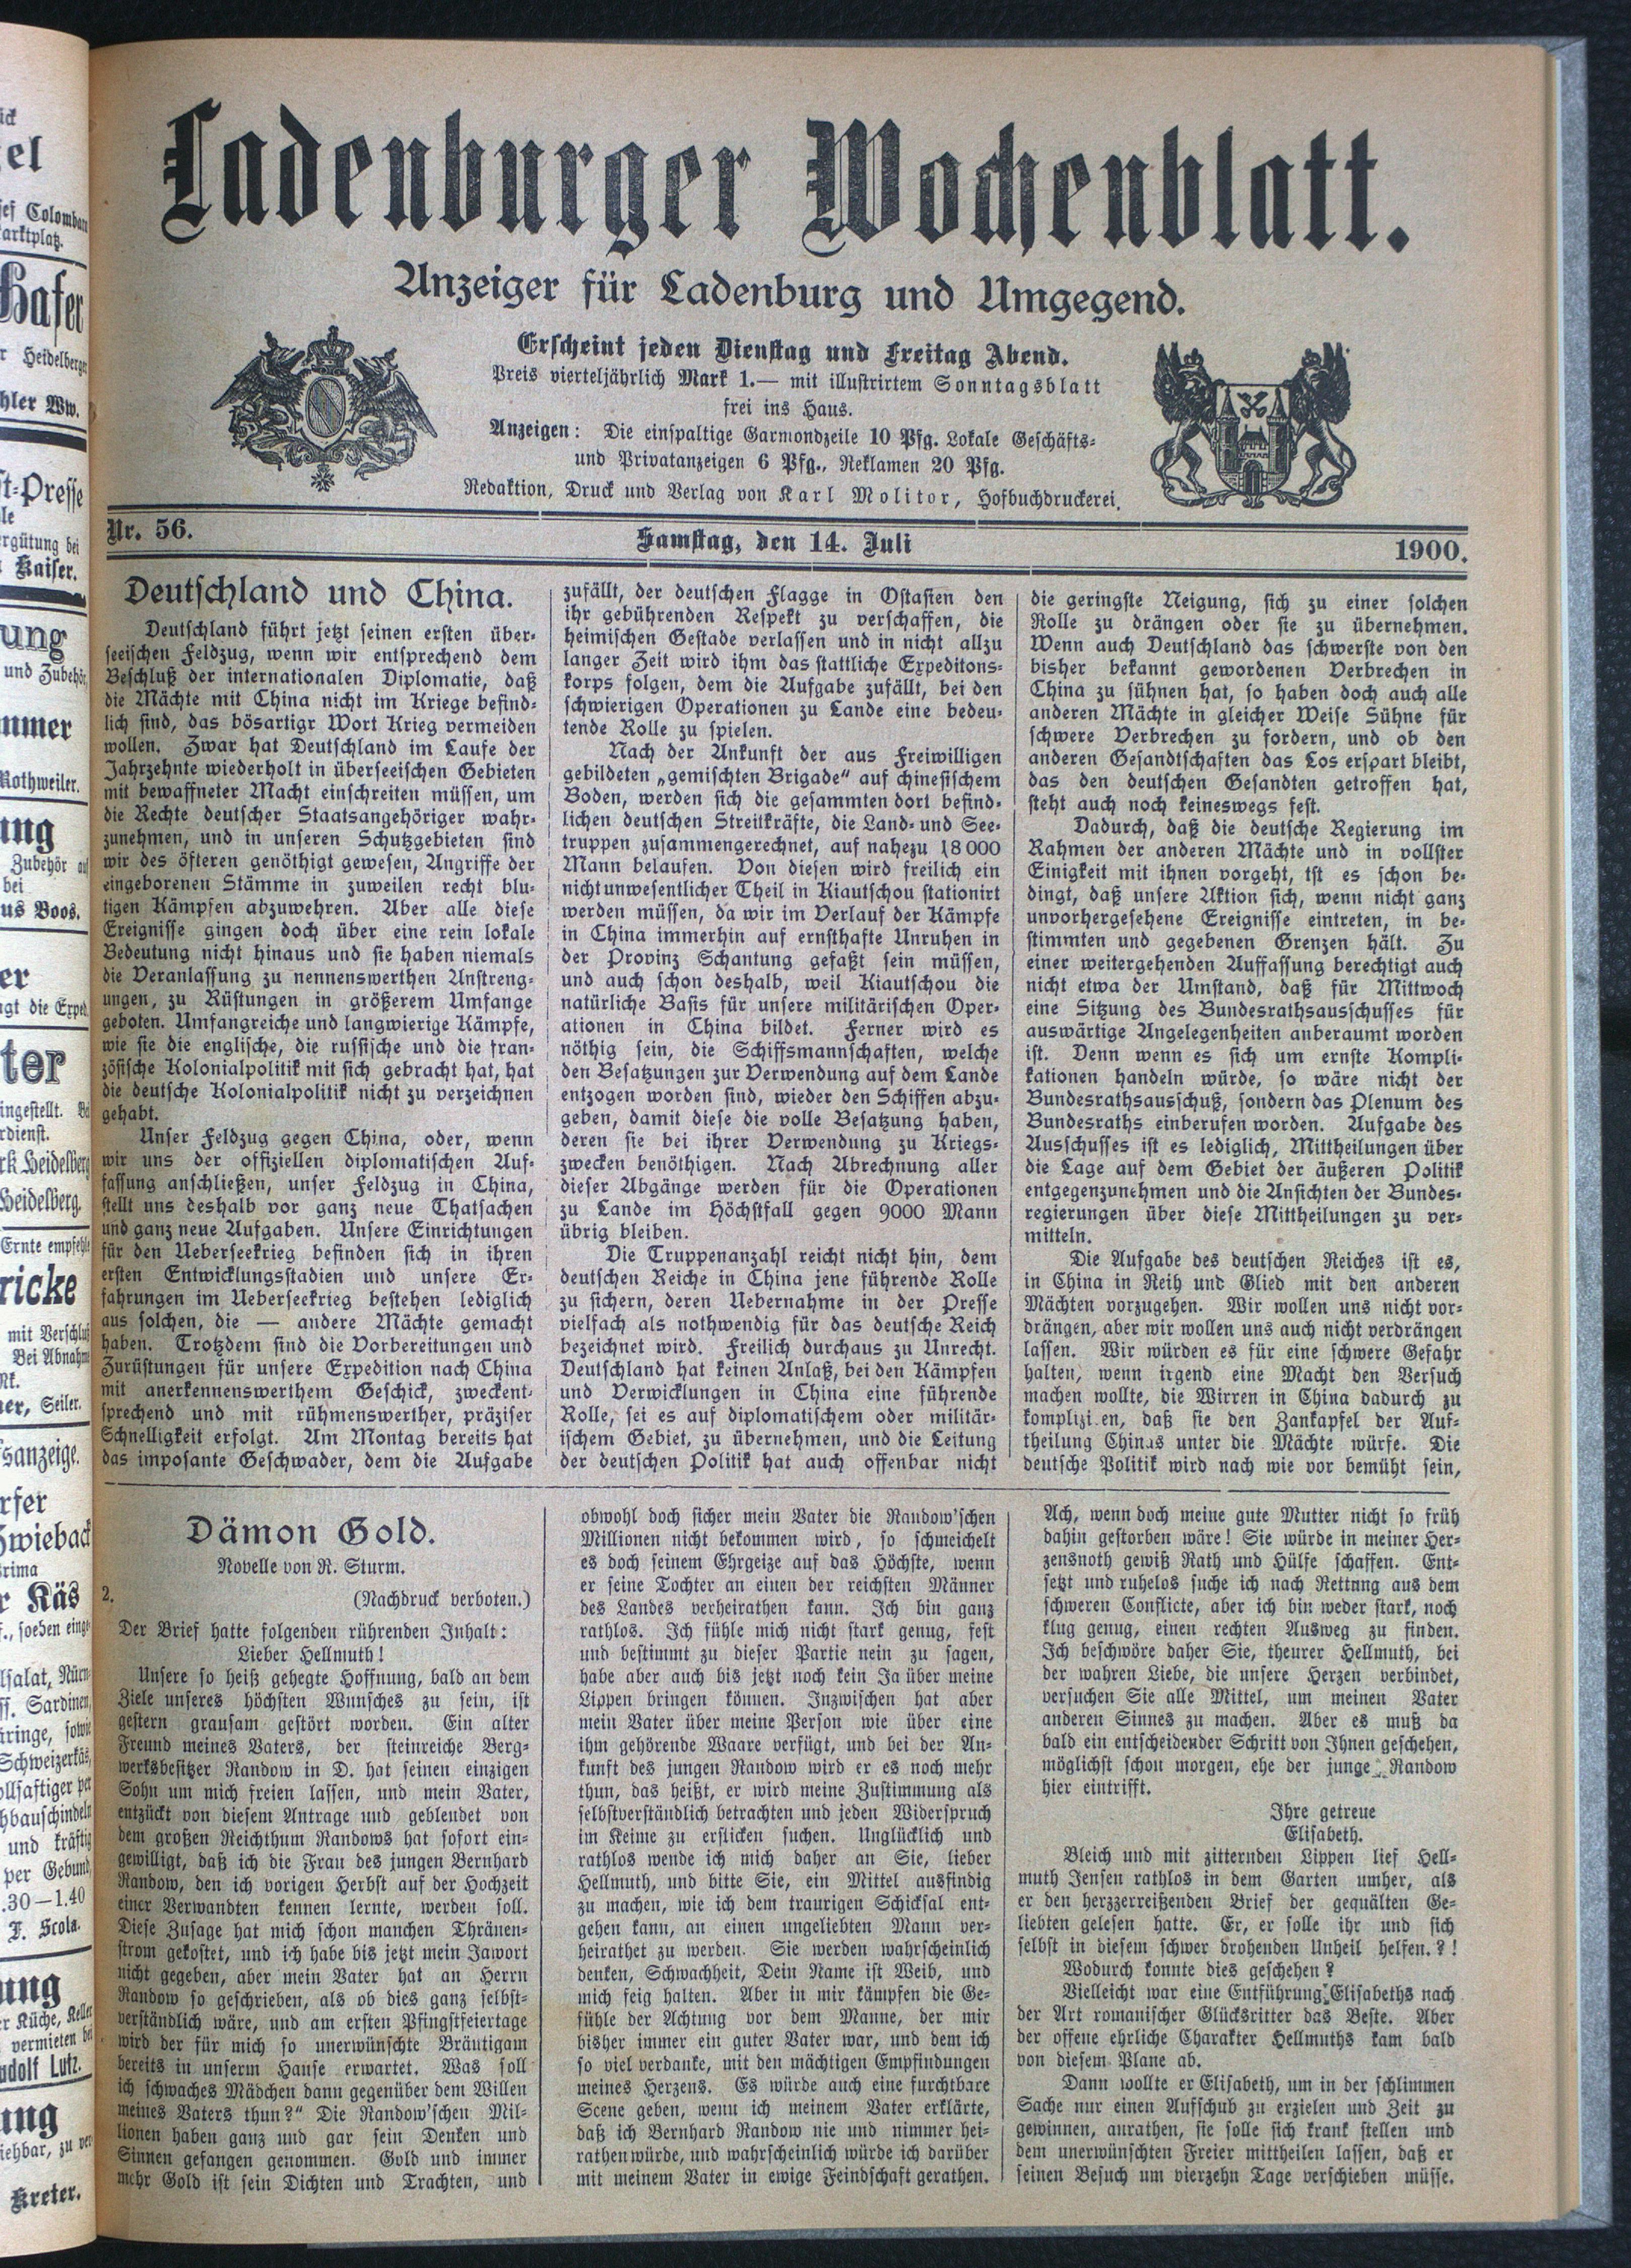 Ladenburger Wochenblatt.
Anzeiger für Ladenburg und Umgegend.
Erscheint jeden Dienstag und Freitag Abend.
Preis vierteljährlich Mark 1.— mit illustrirtem Sonntagsblatt
frei ins Haus.
Anzeigen: Die einspaltige Garmondzeile 10 Pfg. Lokale Geschäfts-
und Privatanzeigen 6 Pfg., Reklamen 20 Pfg.
Redaktion, Druck und Verlag von Karl Molitor, Hofbuchdruckerei.
Nr. 56.
Samstag, den 14. Juli
1900.
Deutschland und China.
Deutschland führt jetzt seinen ersten über-
seeischen Feldzug, wenn wir entsprechend dem
Beschluß der internationalen Diplomatie, daß
die Mächte mit China nicht im Kriege befind-
lich sind, das bösartigr Wort Krieg vermeiden
wollen. Zwar hat Deutschland im Laufe der
Jahrzehnte wiederholt in überseeischen Gebieten
mit bewaffneter Macht einschreiten müssen, um
die Rechte deutscher Staatsangehöriger wahr-
zunehmen, und in unseren Schutzgebieten sind
wir des öfteren genöthigt gewesen, Angriffe der
eingeborenen Stämme in zuweilen recht blu-
tigen Kämpfen abzuwehren. Aber alle diese
Ereignisse gingen doch über eine rein lokale
Bedeutung nicht hinaus und sie haben niemals
die Veranlassung zu nennenswerthen Anstreng-
ungen, zu Rüstungen in größerem Umfange
geboten. Umfangreiche und langwierige Kämpfe,
wie sie die englische, die russische und die fran-
zösische Kolonialpolitik mit sich gebracht hat, hat
die deutsche Kolonialpolitik nicht zu verzeichnen
gehabt.
Unser Feldzug gegen China, oder, wenn
wir uns der offiziellen diplomatischen Auf-
fassung anschließen, unser Feldzug in China,
stellt uns deshalb vor ganz neue Thatsachen
und ganz neue Aufgaben. Unsere Einrichtungen
für den Ueberseekrieg befinden sich in ihren
ersten Entwicklungsstadien und unsere Er-
fahrungen im Ueberseekrieg bestehen lediglich
aus solchen, die — andere Mächte gemacht
haben. Trotzdem sind die Vorbereitungen und
Zurüstungen für unsere Expedition nach China
mit anerkennenswerthem Geschick, zweckent-
sprechend und mit rühmenswerther, präziser
Schnelligkeit erfolgt. Am Montag bereits hat
das imposante Geschwader, dem die Aufgabe
zufällt, der deutschen Flagge in Ostasien den
ihr gebührenden Respekt zu verschaffen, die
heimischen Gestade verlassen und in nicht allzu
langer Zeit wird ihm das stattliche Expeditons-
korps folgen, dem die Aufgabe zufällt, bei den
schwierigen Operationen zu Lande eine bedeu-
tende Rolle zu spielen.
Nach der Ankunft der aus Freiwilligen
gebildeten „gemischten Brigade“ auf chinesischem
Boden, werden sich die gesammten dort befind-
lichen deutschen Streitkräfte, die Land- und See-
truppen zusammengerechnet, auf nahezu 18 000
Mann belaufen. Von diesen wird freilich ein
nicht unwesentlicher Theil in Kiautschou stationirt
werden müssen, da wir im Verlauf der Kämpfe
in China immerhin auf ernsthafte Unruhen in
der Provinz Schantung gefaßt sein müssen,
und auch schon deshalb, weil Kiautschou die
natürliche Basis für unsere militärischen Oper-
ationen in China bildet. Ferner wird es
nöthig sein, die Schiffsmannschaften, welche
den Besatzungen zur Verwendung auf dem Lande
entzogen worden sind, wieder den Schiffen abzu-
geben, damit diese die volle Besatzung haben,
deren sie bei ihrer Verwendung zu Kriegs-
zwecken benöthigen. Nach Abrechnung aller
dieser Abgänge werden für die Operationen
zu Lande im Höchstfall gegen 9000 Mann
übrig bleiben.
Die Truppenanzahl reicht nicht hin, dem
deutschen Reiche in China jene führende Rolle
zu sichern, deren Uebernahme in der Presse
vielfach als nothwendig für das deutsche Reich
bezeichnet wird. Freilich durchaus zu Unrecht.
Deutschland hat keinen Anlaß, bei den Kämpfen
und Verwicklungen in China eine führende
Rolle, sei es auf diplomatischem oder militär-
ischem Gebiet, zu übernehmen, und die Leitung
der deutschen Politik hat auch offenbar nicht
die geringste Neigung, sich zu einer solchen
Rolle zu drängen oder sie zu übernehmen.
Wenn auch Deutschland das schwerste von den
bisher bekannt gewordenen Verbrechen in
China zu sühnen hat, so haben doch auch alle
anderen Mächte in gleicher Weise Sühne für
schwere Verbrechen zu fordern, und ob den
anderen Gesandtschaften das Los erspart bleibt,
das den deutschen Gesandten getroffen hat,
steht auch noch keineswegs fest.
Dadurch, daß die deutsche Regierung im
Rahmen der anderen Mächte und in vollster
Einigkeit mit ihnen vorgeht, ist es schon be-
dingt, daß unsere Aktion sich, wenn nicht ganz
unvorhergesehene Ereignisse eintreten, in be-
stimmten und gegebenen Grenzen hält. Zu
einer weitergehenden Auffassung berechtigt auch
nicht etwa der Umstand, daß für Mittwoch
eine Sitzung des Bundesrathsausschusses für
auswärtige Angelegenheiten anberaumt worden
ist. Denn wenn es sich um ernste Kompli-
kationen handeln würde, so wäre nicht der
Bundesrathsausschuß, sondern das Plenum des
Bundesraths einberufen worden. Aufgabe des
Ausschusses ist es lediglich, Mittheilungen über
die Lage auf dem Gebiet der äußeren Politik
entgegenzunehmen und die Ansichten der Bundes-
regierungen über diese Mittheilungen zu ver-
mitteln.
Die Aufgabe des deutschen Reiches ist es,
in China in Reih und Glied mit den anderen
Mächten vorzugehen. Wir wollen uns nicht vor-
drängen, aber wir wollen uns auch nicht verdrängen
lassen. Wir würden es für eine schwere Gefahr
halten, wenn irgend eine Macht den Versuch
machen wollte, die Wirren in China dadurch zu
komplizi.en, daß sie den Zankapfel der Auf-
theilung Chinas unter die Mächte würfe. Die
deutsche Politik wird nach wie vor bemüht sein,
Dämon Gold.
Novelle von R. Sturm.
2.
(Nachdruck verboten.)
Der Brief hatte folgenden rührenden Inhalt:
Lieber Hellmuth!
Unsere so heiß gehegte Hoffnung, bald an dem
Ziele unseres höchsten Wunsches zu sein, ist
gestern grausam gestört worden. Ein alter
Freund meines Vaters, der steinreiche Berg-
werksbesitzer Randow in D. hat seinen einzigen
Sohn um mich freien lassen, und mein Vater,
entzückt von diesem Antrage und geblendet von
dem großen Reichthum Randows hat sofort ein-
gewilligt, daß ich die Frau des jungen Bernhard
Randow, den ich vorigen Herbst auf der Hochzeit
einer Verwandten kennen lernte, werden soll.
Diese Zusage hat mich schon manchen Thränen-
strom gekostet, und ich habe bis jetzt mein Jawort
nicht gegeben, aber mein Vater hat an Herrn
Randow so geschrieben, als ob dies ganz selbst-
verständlich wäre, und am ersten Pfingstfeiertage
wird der für mich so unerwünschte Bräutigam
bereits in unserm Hause erwartet. Was soll
ich schwaches Mädchen dann gegenüber dem Willen
meines Vaters thun?“ Die Randow'schen Mil-
lionen haben ganz und gar sein Denken und
Sinnen gefangen genommen. Gold und immer
mehr Gold ist sein Dichten und Trachten, und
obwohl doch sicher mein Vater die Randow'schen
Millionen nicht bekommen wird, so schmeichelt
es doch seinem Ehrgeize auf das Höchste, wenn
er seine Tochter an einen der reichsten Männer
des Landes verheirathen kann. Ich bin ganz
rathlos. Ich fühle mich nicht stark genug, fest
und bestimmt zu dieser Partie nein zu sagen,
habe aber auch bis jetzt noch kein Ja über meine
Lippen bringen können. Inzwischen hat aber
mein Vater über meine Person wie über eine
ihm gehörende Waare verfügt, und bei der An-
kunft des jungen Randow wird er es noch mehr
thun, das heißt, er wird meine Zustimmung als
selbstverständlich betrachten und jeden Widerspruch
im Keime zu ersticken suchen. Unglücklich und
rathlos wende ich mich daher an Sie, lieber
Hellmuth, und bitte Sie, ein Mittel ausfindig
zu machen, wie ich dem traurigen Schicksal ent-
gehen kann, an einen ungeliebten Mann ver-
heirathet zu werden. Sie werden wahrscheinlich
denken, Schwachheit, Dein Name ist Weib, und
mich feig halten. Aber in mir kämpfen die Ge-
fühle der Achtung vor dem Manne, der mir
bisher immer ein guter Vater war, und dem ich
so viel verdanke, mit den mächtigen Empfindungen
meines Herzens. Es würde auch eine furchtbare
Scene geben, wenn ich meinem Vater erklärte,
daß ich Bernhard Randow nie und nimmer hei-
rathen würde, und wahrscheinlich würde ich darüber
mit meinem Vater in ewige Feindschaft gerathen.
Ach, wenn doch meine gute Mutter nicht so früh
dahin gestorben wäre! Sie würde in meiner Her-
zensnoth gewiß Rath und Hülfe schaffen. Ent-
setzt und ruhelos suche ich nach Rettung aus dem
schweren Conflicte, aber ich bin weder stark, noch
klug genug, einen rechten Ausweg zu finden.
Ich beschwöre daher Sie, theurer Hellmuth, bei
der wahren Liebe, die unsere Herzen verbindet,
versuchen Sie alle Mittel, um meinen Vater
anderen Sinnes zu machen. Aber es muß da
bald ein entscheidender Schritt von Ihnen geschehen,
möglichst schon morgen, ehe der junge Randow
hier eintrifft.
Ihre getreue
Elisabeth.
Bleich und mit zitternden Lippen lief Hell-
muth Jensen rathlos in dem Garten umher, als
er den herzzerreißenden Brief der gequälten Ge-
liebten gelesen hatte. Er, er solle ihr und sich
selbst in diesem schwer drohenden Unheil helfen.?!
Wodurch konnte dies geschehen?
Vielleicht war eine Entführung Elisabeths nach
der Art romanischer Glücksritter das Beste. Aber
der offene ehrliche Charakter Hellmuths kam bald
von diesem Plane ab.
Dann wollte er Elisabeth, um in der schlimmen
Sache nur einen Aufschub zu erzielen und Zeit zu
gewinnen, anrathen, sie solle sich krank stellen und
dem unerwünschten Freier mittheilen lassen, daß er
seinen Besuch um vierzehn Tage verschieben müsse.